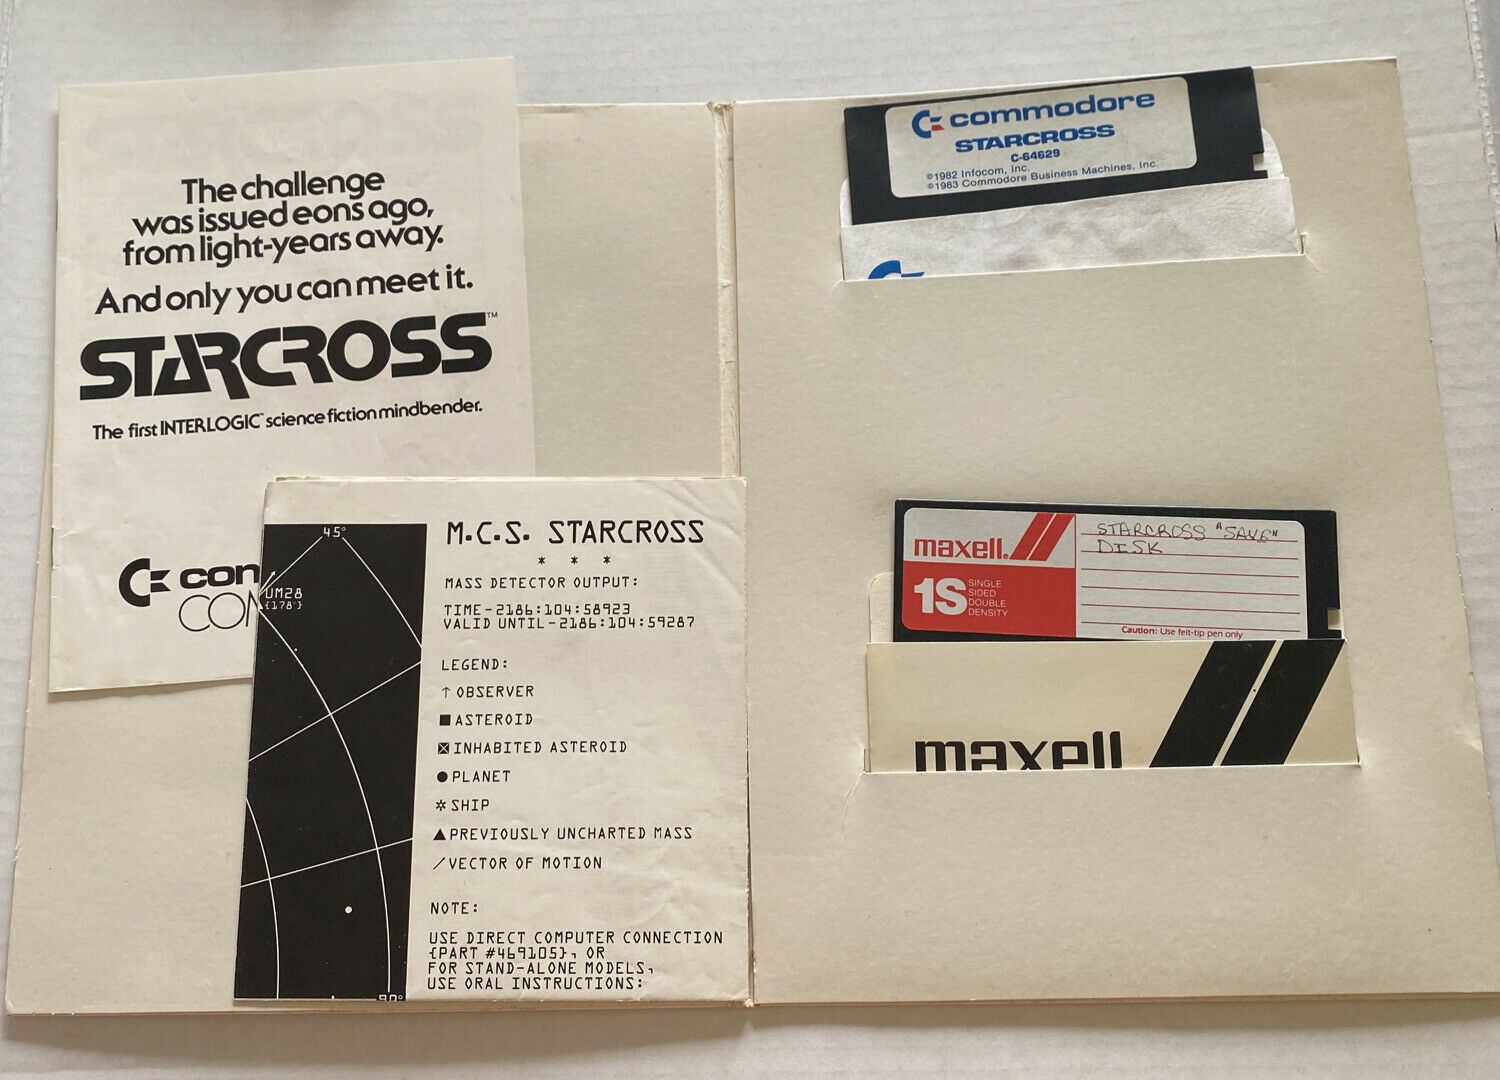 The challenge
was issued eons ago,
from light-years away.
And only you can meet it.
STARCROSS™
The first INTERLOGIC™ science fiction mindbender.
con
CON
45°
UM28
{178°}
90°
M.C.S. STARCROSS
* * *
MASS DETECTOR OUTPUT:
TIME-2186:104:58923
VALID UNTIL-2186:104:59287
LEGEND:
↑ OBSERVER
■ ASTEROID
INHABITED ASTEROID
● PLANET
✲ SHIP
▲ PREVIOUSLY UNCHARTED MASS
/ VECTOR OF MOTION
NOTE:
USE DIRECT COMPUTER CONNECTION
{PART #469105}, OR
FOR STAND-ALONE MODELS,
USE ORAL INSTRUCTIONS:
commodore
STARCROSS
C-64629
©1982 Infocom, Inc.
©1983 Commodore Business Machines, Inc.
maxell.
1S
SINGLE
SIDED
DOUBLE
DENSITY
STARCROSS "SAVE"
DISK
Caution: Use felt-tip pen only
maxell